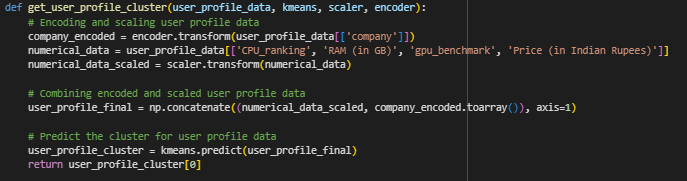 def get_user_profile_cluster(user_profile_data, kmeans, scaler, encoder):
    # Encoding and scaling user profile data
    company_encoded = encoder.transform(user_profile_data[['company']])
    numerical_data = user_profile_data[['CPU_ranking', 'RAM (in GB)', 'gpu_benchmark', 'Price (in Indian Rupees)']]
    numerical_data_scaled = scaler.transform(numerical_data)

    # Combining encoded and scaled user profile data
    user_profile_final = np.concatenate((numerical_data_scaled, company_encoded.toarray()), axis=1)

    # Predict the cluster for user profile data
    user_profile_cluster = kmeans.predict(user_profile_final)
    return user_profile_cluster[0]